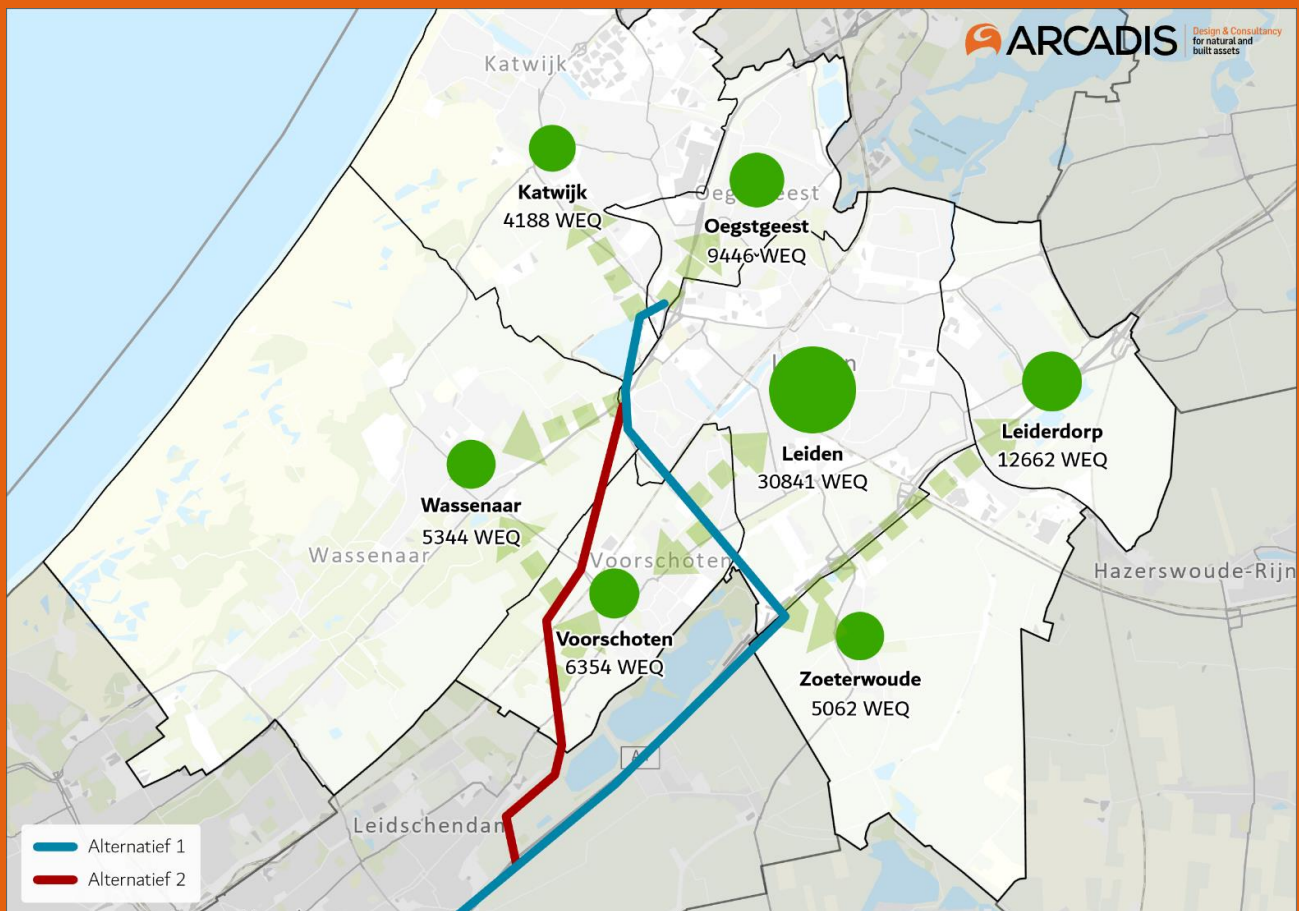 ARCADIS
Design & Consultancy
for natural and
built assets
Katwijk
Katwijk
4188 WEQ
Oegstgeest
9446 WEQ
Leiden
30841 WEQ
Leiderdorp
12662 WEQ
Wassenaar
5344 WEQ
Wassenaar
Voorschoten
Voorschoten
6354 WEQ
Zoeterwoude
5062 WEQ
Hazerswoude-Rijn
Leidschendam
Alternatief 1
Alternatief 2